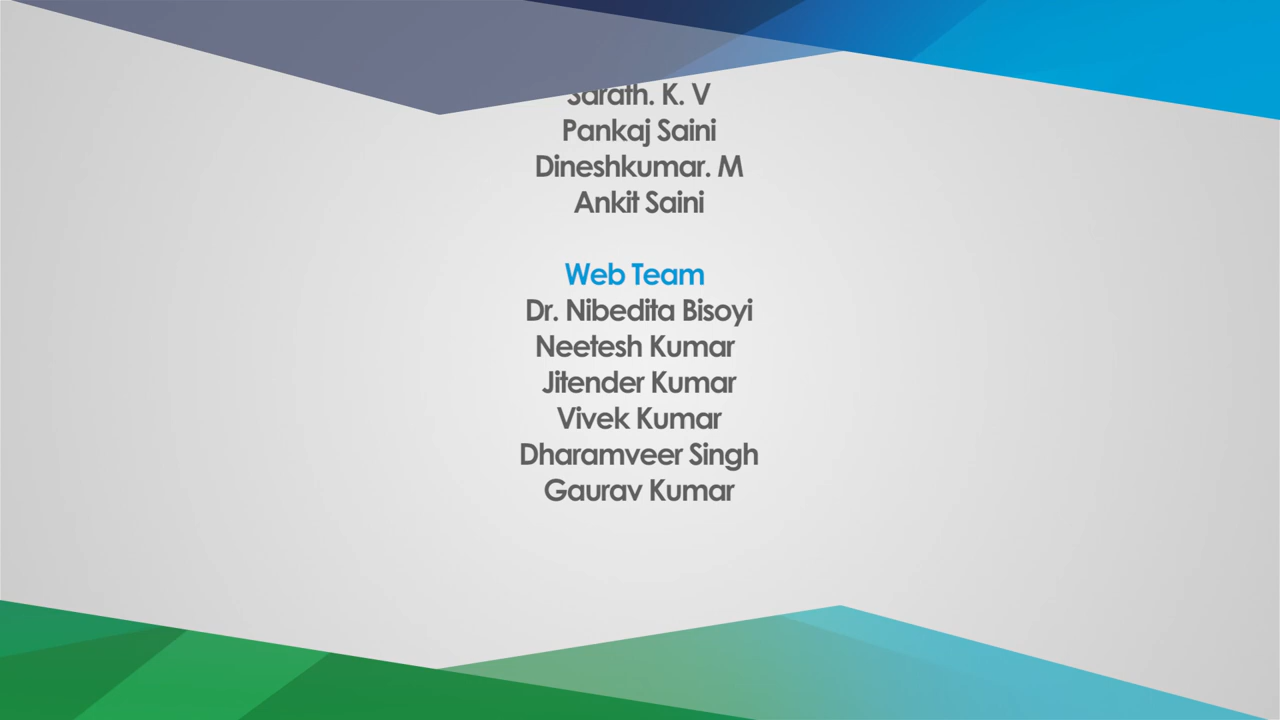 Sarath. K. V
Pankaj Saini
Dineshkumar. M
Ankit Saini
Web Team
Dr. Nibedita Bisoyi
Neetesh Kumar
Jitender Kumar
Vivek Kumar
Dharamveer Singh
Gaurav Kumar